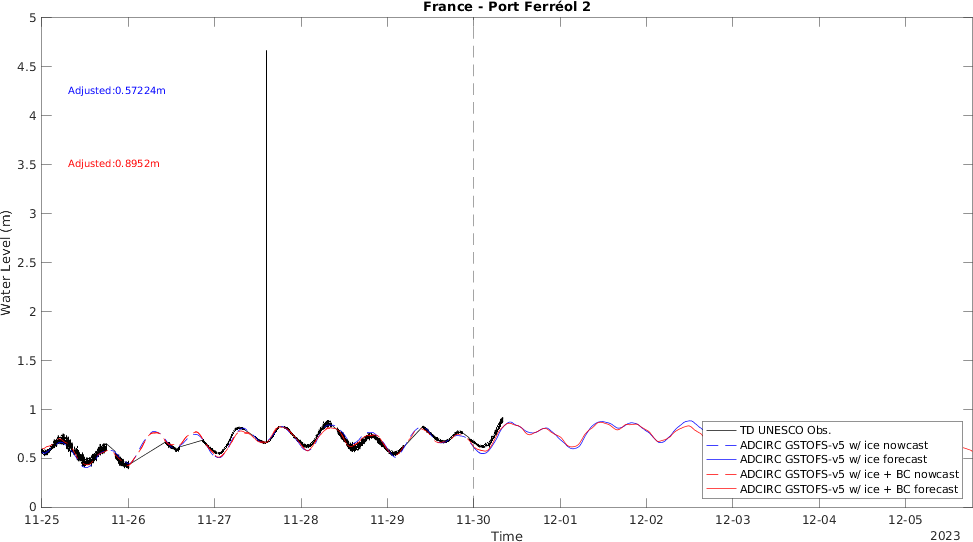 France - Port Ferréol 2
5
4.5
4
3.5
3
2.5
2
1.5
1
0.5
0
Water Level (m)
Adjusted:0.57224m
Adjusted:0.8952m
TD UNESCO Obs.
ADCIRC GSTOFS-v5 w/ ice nowcast
ADCIRC GSTOFS-v5 w/ ice forecast
ADCIRC GSTOFS-v5 w/ ice + BC nowcast
ADCIRC GSTOFS-v5 w/ ice + BC forecast
11-25 11-26 11-27 11-28 11-29 11-30 12-01 12-02 12-03 12-04 12-05
Time
2023